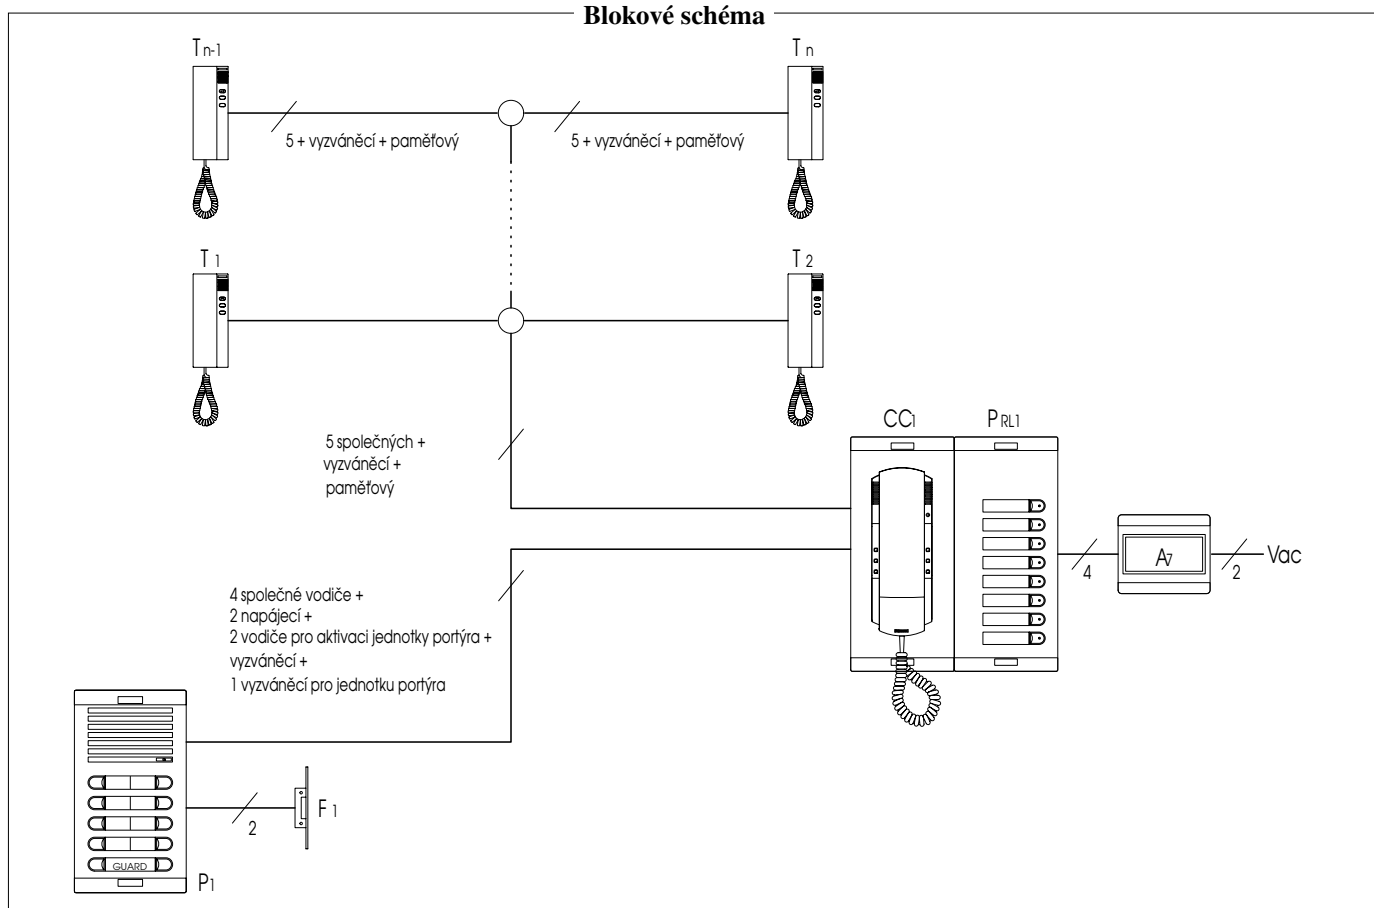 Blokové schéma
T n-1
T n
5 + vyzváněcí + paměťový
5 + vyzváněcí + paměťový
T 1
T 2
5 společných +
vyzváněcí +
paměťový
CC1
P RL1
A7
4
2
Vac
4 společné vodiče +
2 napájecí +
2 vodiče pro aktivaci jednotky portýra +
vyzváněcí +
1 vyzváněcí pro jednotku portýra
2
F 1
GUARD
P1